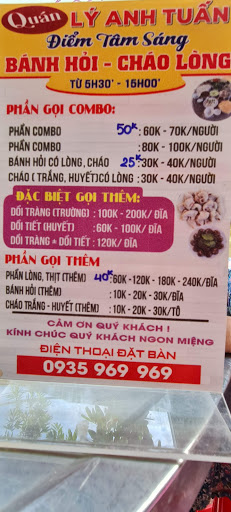 Quán LÝ ANH TUẤN
Điểm Tâm Sáng
BÁNH HỎI - CHÁO LÒNG
TỪ 5H30' - 15H00'
PHẦN GỌI COMBO:
PHẦN COMBO 50K : 60K - 70K/NGƯỜI
PHẦN COMBO : 80K - 100K/NGƯỜI
BÁNH HỎI CÓ LÒNG, CHÁO 25K : 30K - 40K/NGƯỜI
CHÁO ( TRẮNG, HUYẾT)CÓ LÒNG : 30K - 40K/NGƯỜI
ĐẶC BIỆT GỌI THÊM:
DỒI TRÀNG (TRƯỜNG) : 100K - 200K/ ĐĨA
DỒI TIẾT (HUYẾT) : 60K - 100K/ ĐĨA
DỒI TRÀNG + DỒI TIẾT : 120K/ ĐĨA
PHẦN GỌI THÊM
PHẦN LÒNG, THỊT (THÊM) 40K : 60K -120K - 180K - 240K/ĐĨA
BÁNH HỎI (THÊM) : 10K - 20K - 30K/ĐĨA
CHÁO TRẮNG - HUYẾT (THÊM) : 10K - 20K - 30K/TÔ
CẢM ƠN QUÝ KHÁCH !
KÍNH CHÚC QUÝ KHÁCH NGON MIỆNG
ĐIỆN THOẠI ĐẶT BÀN
0935 969 969